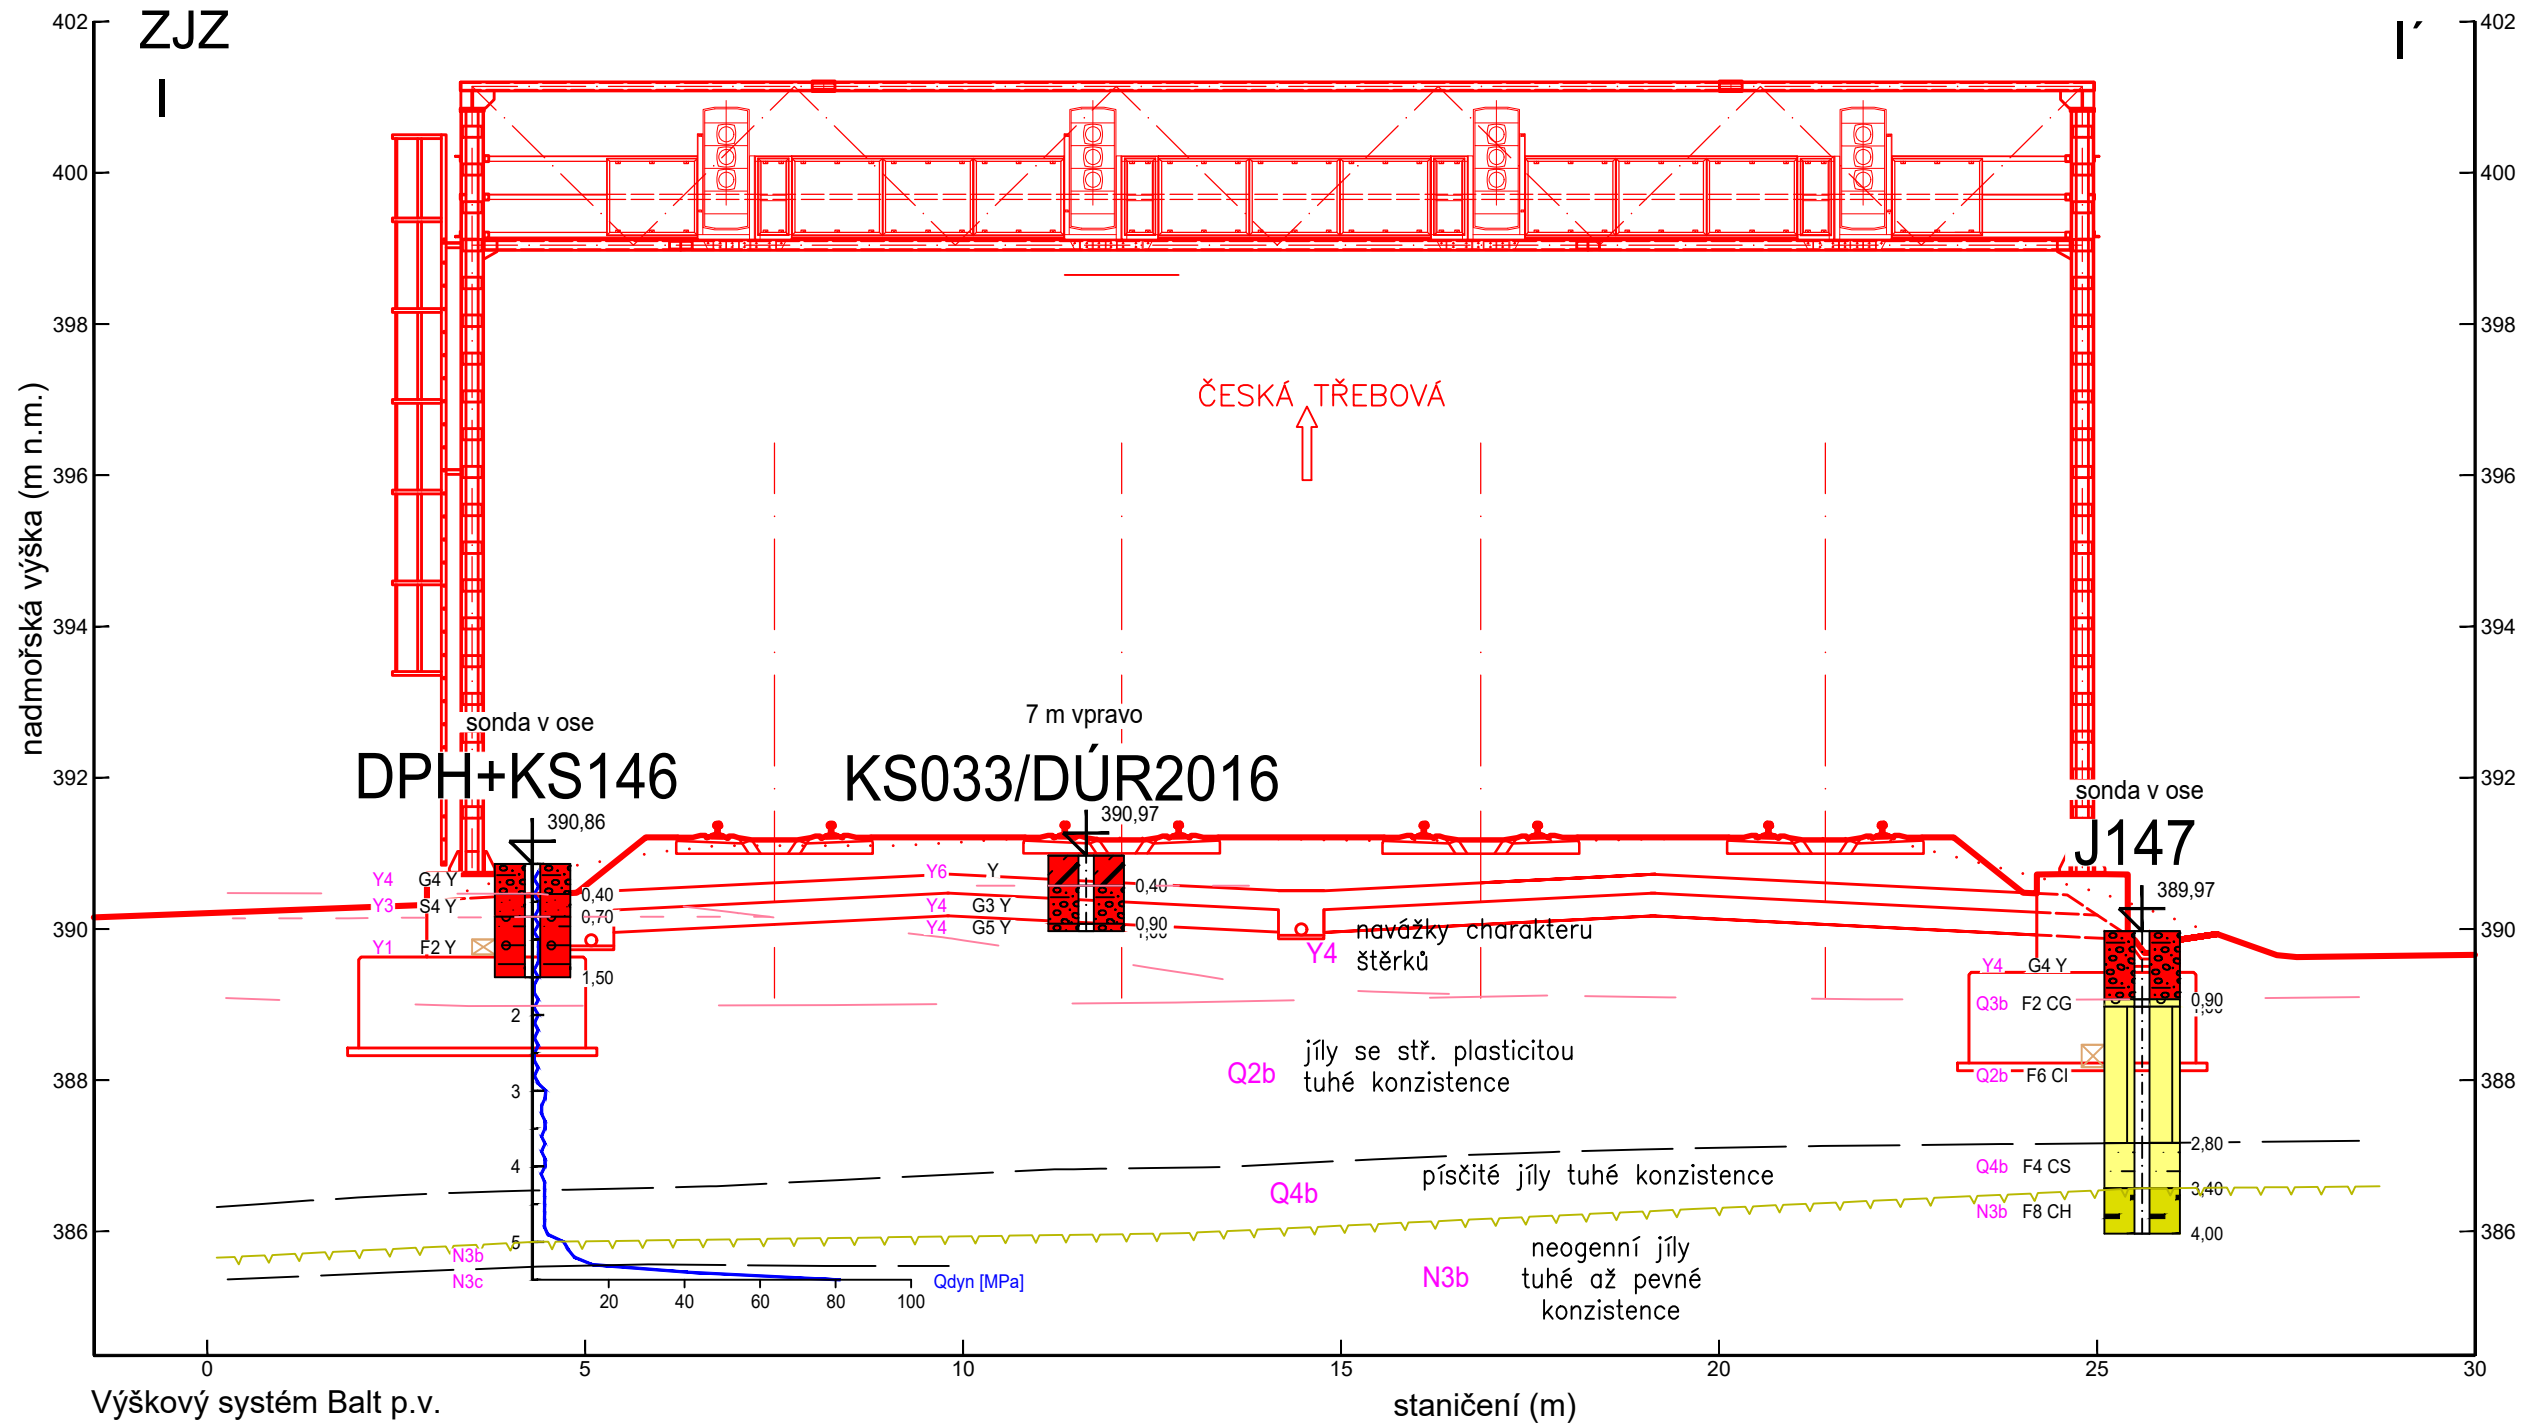 ZJZ
I
I´
402
400
398
396
394
392
390
388
386
402
400
398
396
394
392
390
388
386
nadmořská výška (m n.m.)
ČESKÁ TŘEBOVÁ
sonda v ose
DPH+KS146
390,86
7 m vpravo
KS033/DÚR2016
390,97
sonda v ose
J147
389,97
Y4 G4 Y
0,40
Y3 S4 Y
0,70
Y1 F2 Y
1,50
2
3
4
5
N3b
N3c
20 40 60 80 100
Qdyn [MPa]
Y6 Y
0,40
Y4 G3 Y
0,90
Y4 G5 Y
Y4 navážky charakteru
štěrků
Q2b jíly se stř. plasticitou
tuhé konzistence
Q4b písčité jíly tuhé konzistence
N3b neogenní jíly
tuhé až pevné
konzistence
Y4 G4 Y
0,90
Q3b F2 CG
Q2b F6 CI
2,80
Q4b F4 CS
3,40
N3b F8 CH
4,00
0 5 10 15 20 25 30
Výškový systém Balt p.v.
staničení (m)